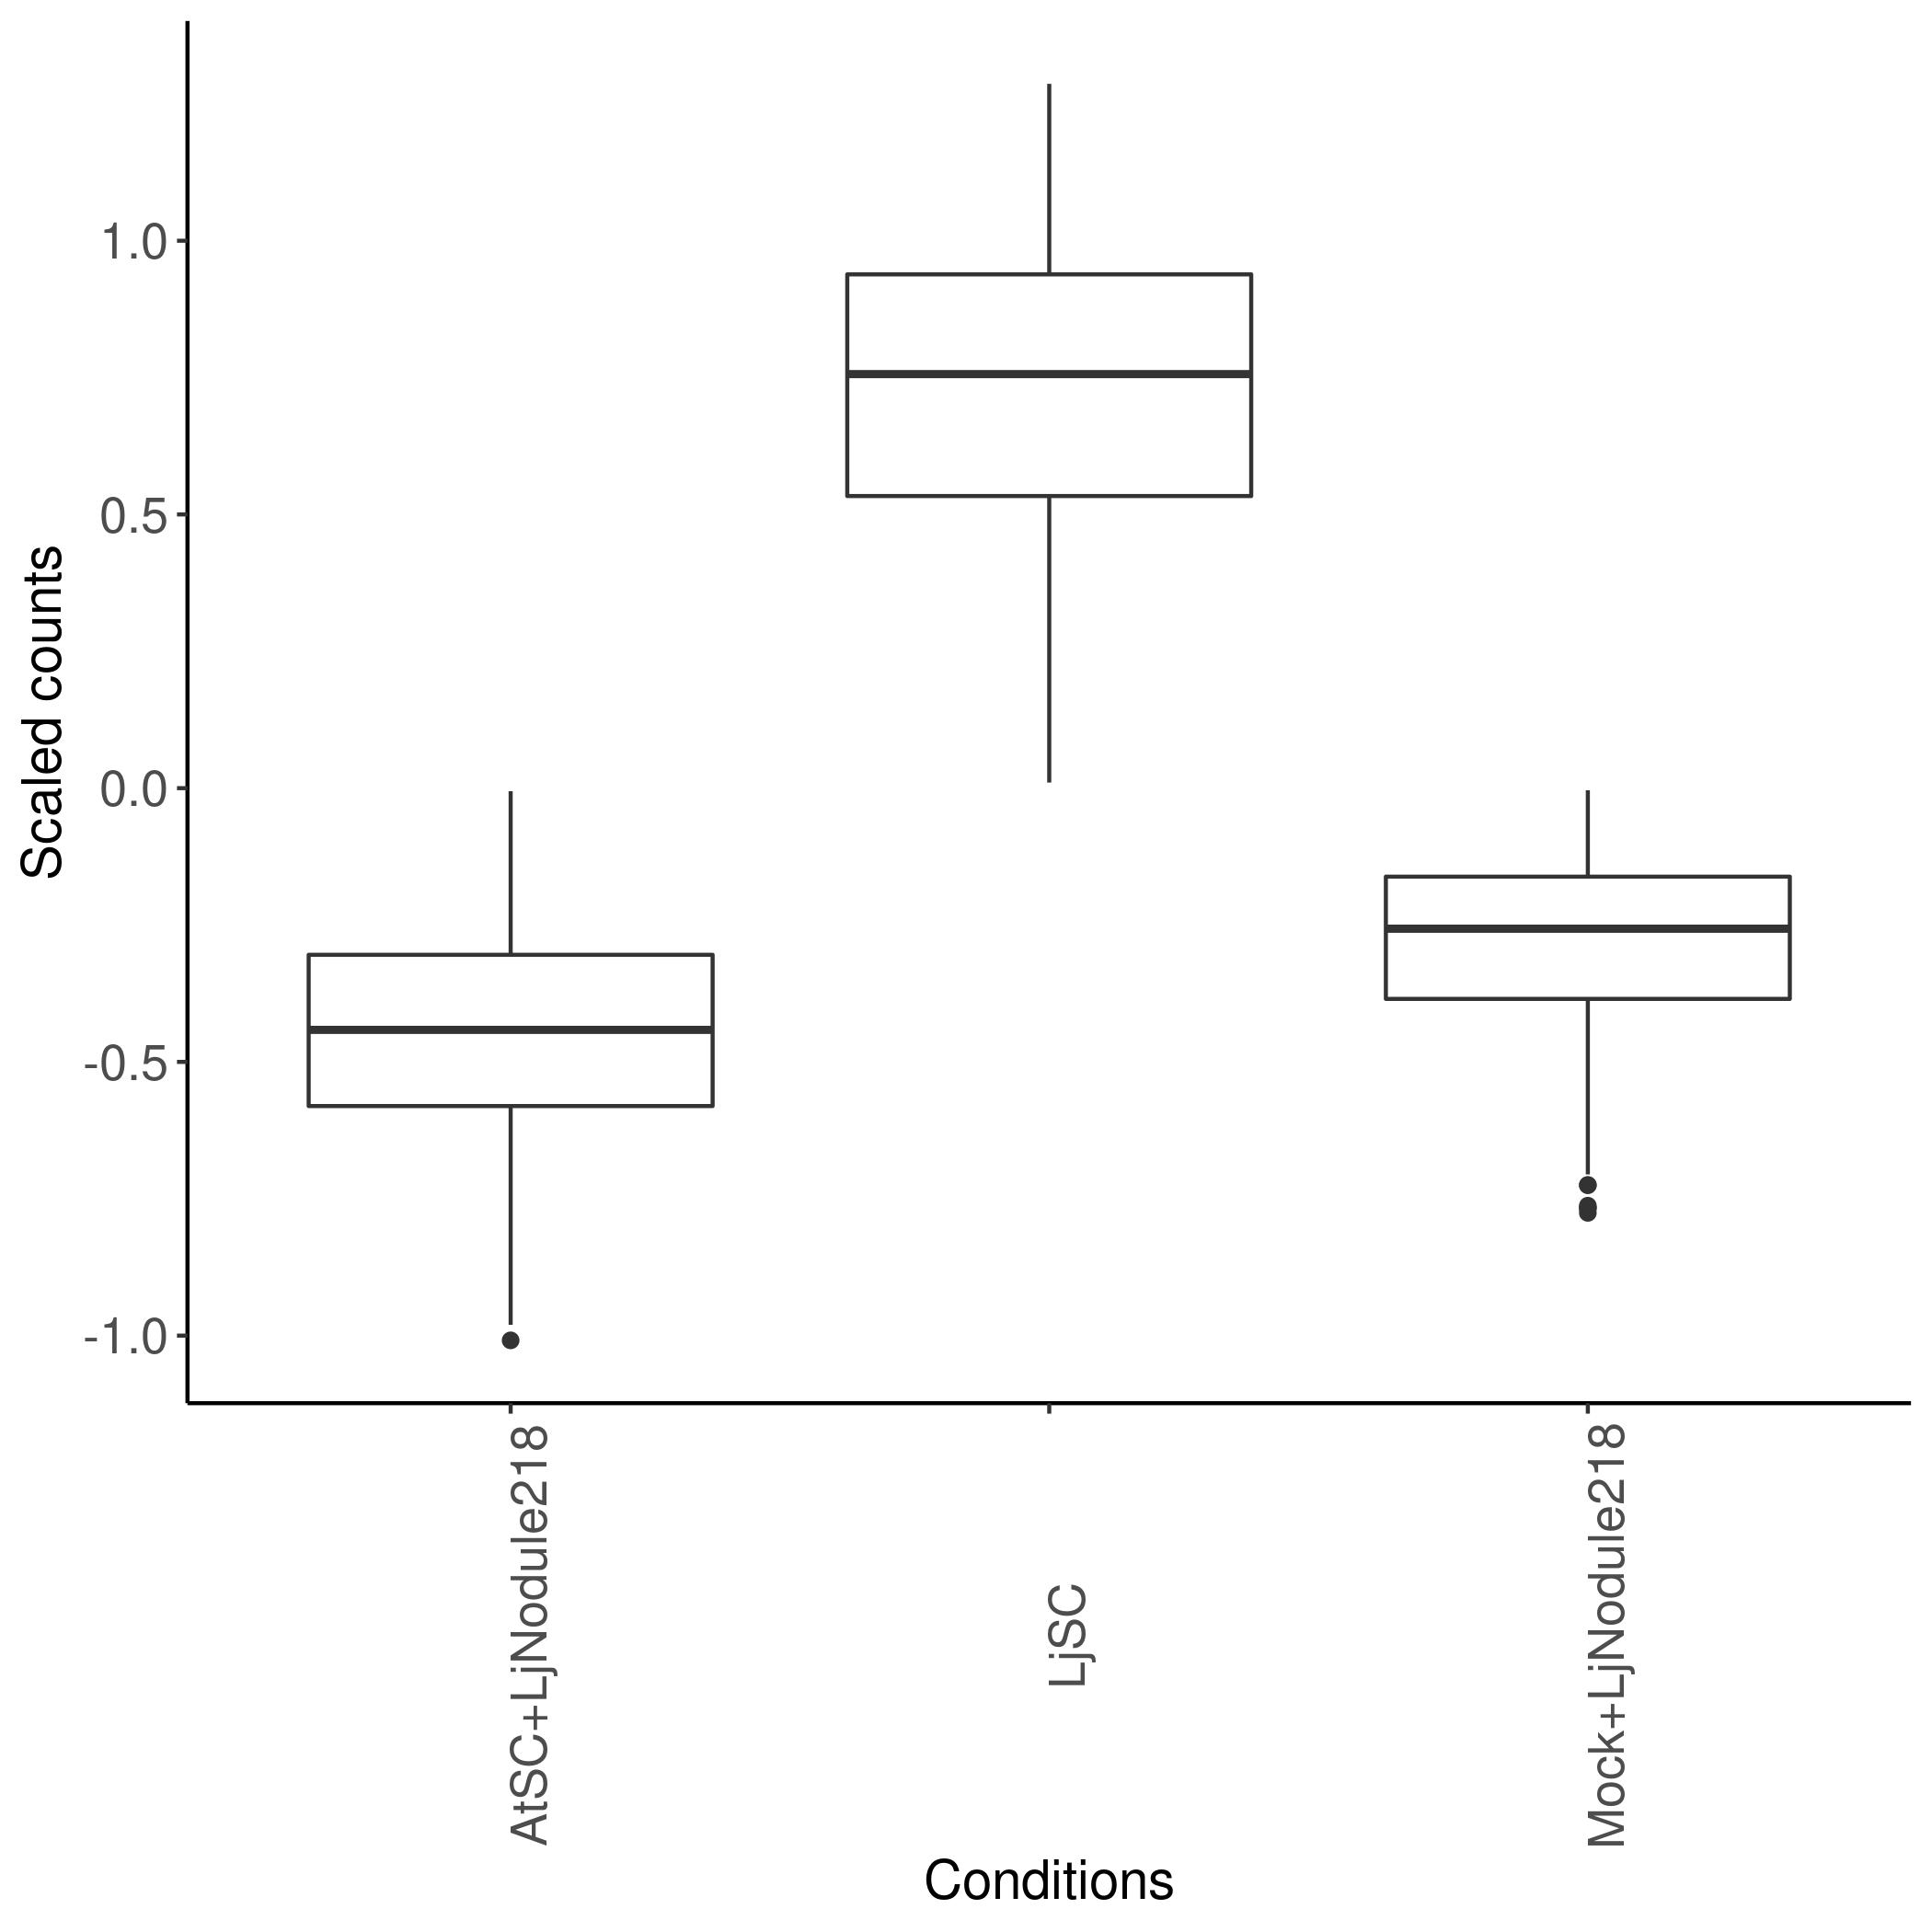 Scaled counts
1.0
0.5
0.0
-0.5
-1.0
AtSC+LjNodule218
LjSC
Mock+LjNodule218
Conditions